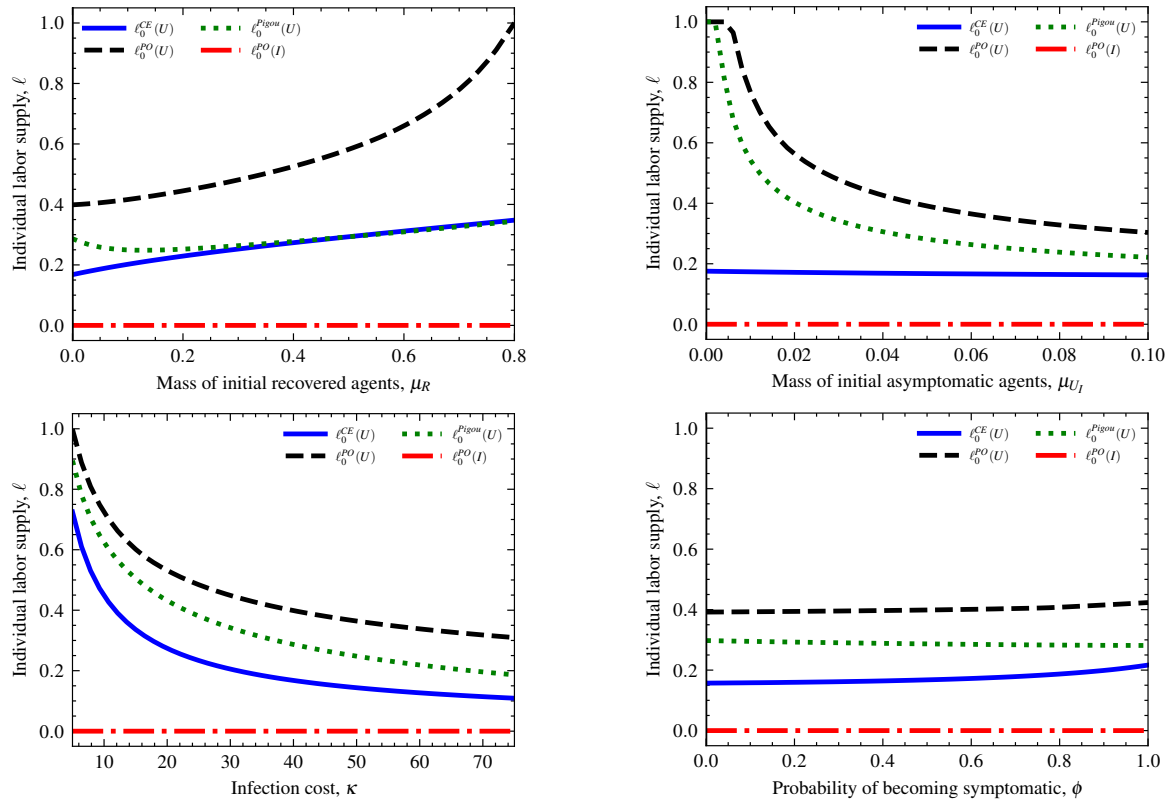 ℓ₀^CE(U) ℓ₀^Pigou(U)
ℓ₀^PO(U) ℓ₀^PO(I)
1.0
0.8
0.6
0.4
0.2
0.0
Individual labor supply, ℓ
0.0 0.2 0.4 0.6 0.8
Mass of initial recovered agents, μ_R
ℓ₀^CE(U) ℓ₀^Pigou(U)
ℓ₀^PO(U) ℓ₀^PO(I)
1.0
0.8
0.6
0.4
0.2
0.0
Individual labor supply, ℓ
0.00 0.02 0.04 0.06 0.08 0.10
Mass of initial asymptomatic agents, μ_{U_I}
ℓ₀^CE(U) ℓ₀^Pigou(U)
ℓ₀^PO(U) ℓ₀^PO(I)
1.0
0.8
0.6
0.4
0.2
0.0
Individual labor supply, ℓ
10 20 30 40 50 60 70
Infection cost, κ
ℓ₀^CE(U) ℓ₀^Pigou(U)
ℓ₀^PO(U) ℓ₀^PO(I)
1.0
0.8
0.6
0.4
0.2
0.0
Individual labor supply, ℓ
0.0 0.2 0.4 0.6 0.8 1.0
Probability of becoming symptomatic, ϕ